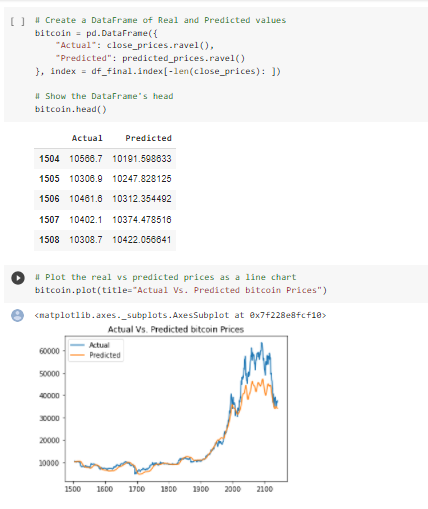 [ ] # Create a DataFrame of Real and Predicted values
bitcoin = pd.DataFrame({
"Actual": close_prices.ravel(),
"Predicted": predicted_prices.ravel()
}, index = df_final.index[-len(close_prices): ])
# Show the DataFrame's head
bitcoin.head()
Actual Predicted
1504 10566.7 10191.598633
1505 10306.9 10247.828125
1506 10461.6 10312.354492
1507 10402.1 10374.478516
1508 10308.7 10422.056641
# Plot the real vs predicted prices as a line chart
bitcoin.plot(title="Actual Vs. Predicted bitcoin Prices")
<matplotlib.axes._subplots.AxesSubplot at 0x7f228e8fcf10>
Actual Vs. Predicted bitcoin Prices
Actual
Predicted
60000
50000
40000
30000
20000
10000
1500 1600 1700 1800 1900 2000 2100